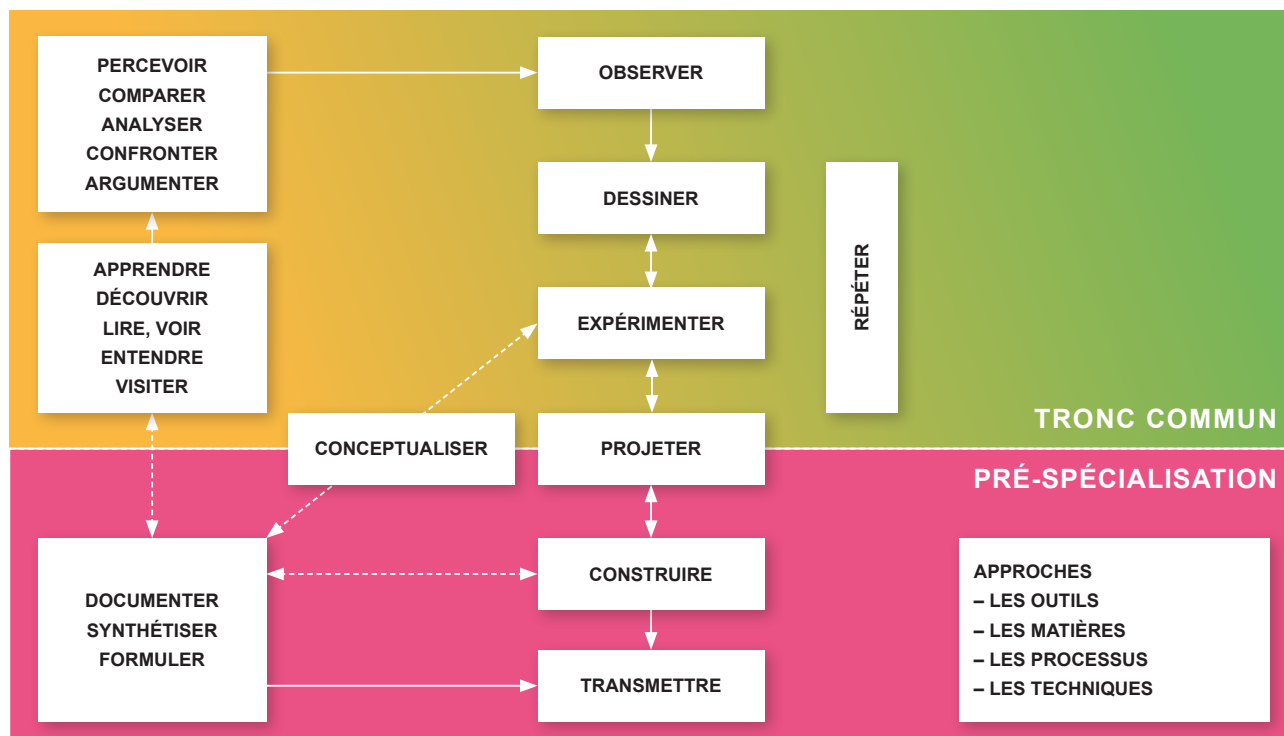 PERCEVOIR
COMPARER
ANALYSER
CONFRONTER
ARGUMENTER
OBSERVER
DESSINER
RÉPÉTER
APPRENDRE
DÉCOUVRIR
LIRE, VOIR
ENTENDRE
VISITER
EXPÉRIMENTER
TRONC COMMUN
CONCEPTUALISER
PROJETER
PRÉ-SPÉCIALISATION
DOCUMENTER
SYNTHÉTISER
FORMULER
CONSTRUIRE
TRANSMETTRE
APPROCHES
– LES OUTILS
– LES MATIÈRES
– LES PROCESSUS
– LES TECHNIQUES